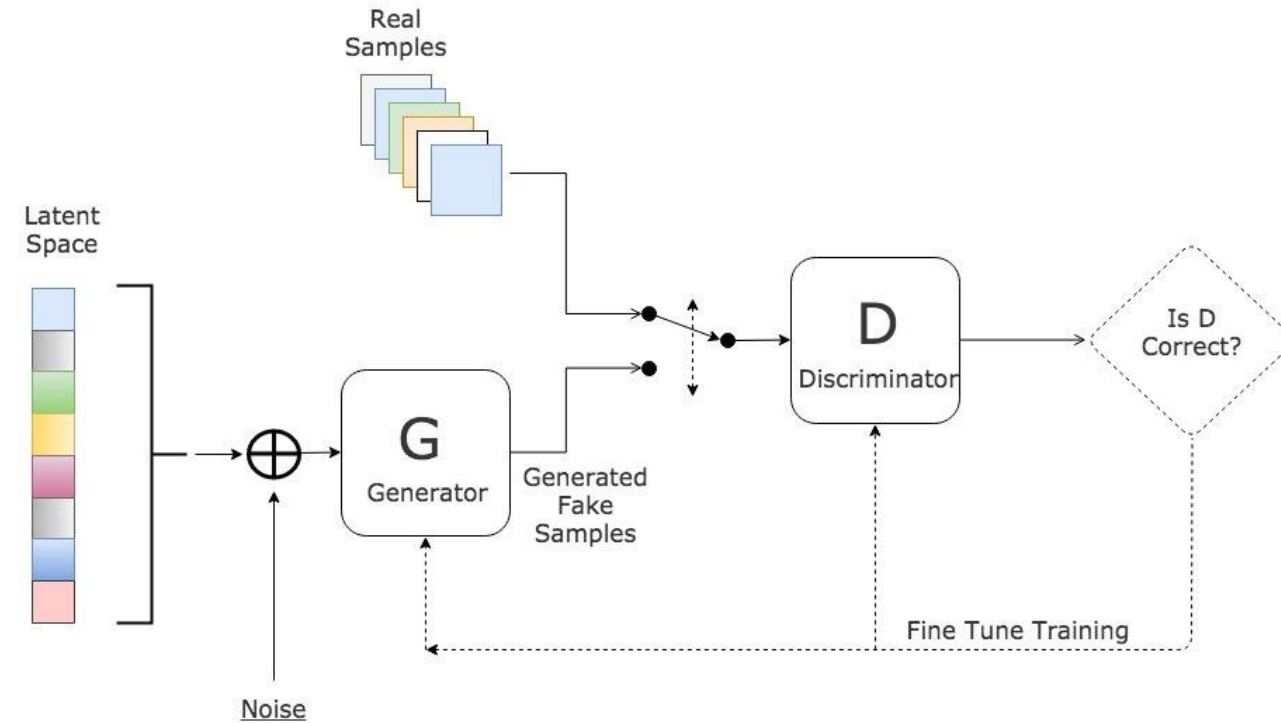 Real
Samples
Latent
Space
G
Generator
Generated
Fake
Samples
D
Discriminator
Is D
Correct?
Fine Tune Training
Noise